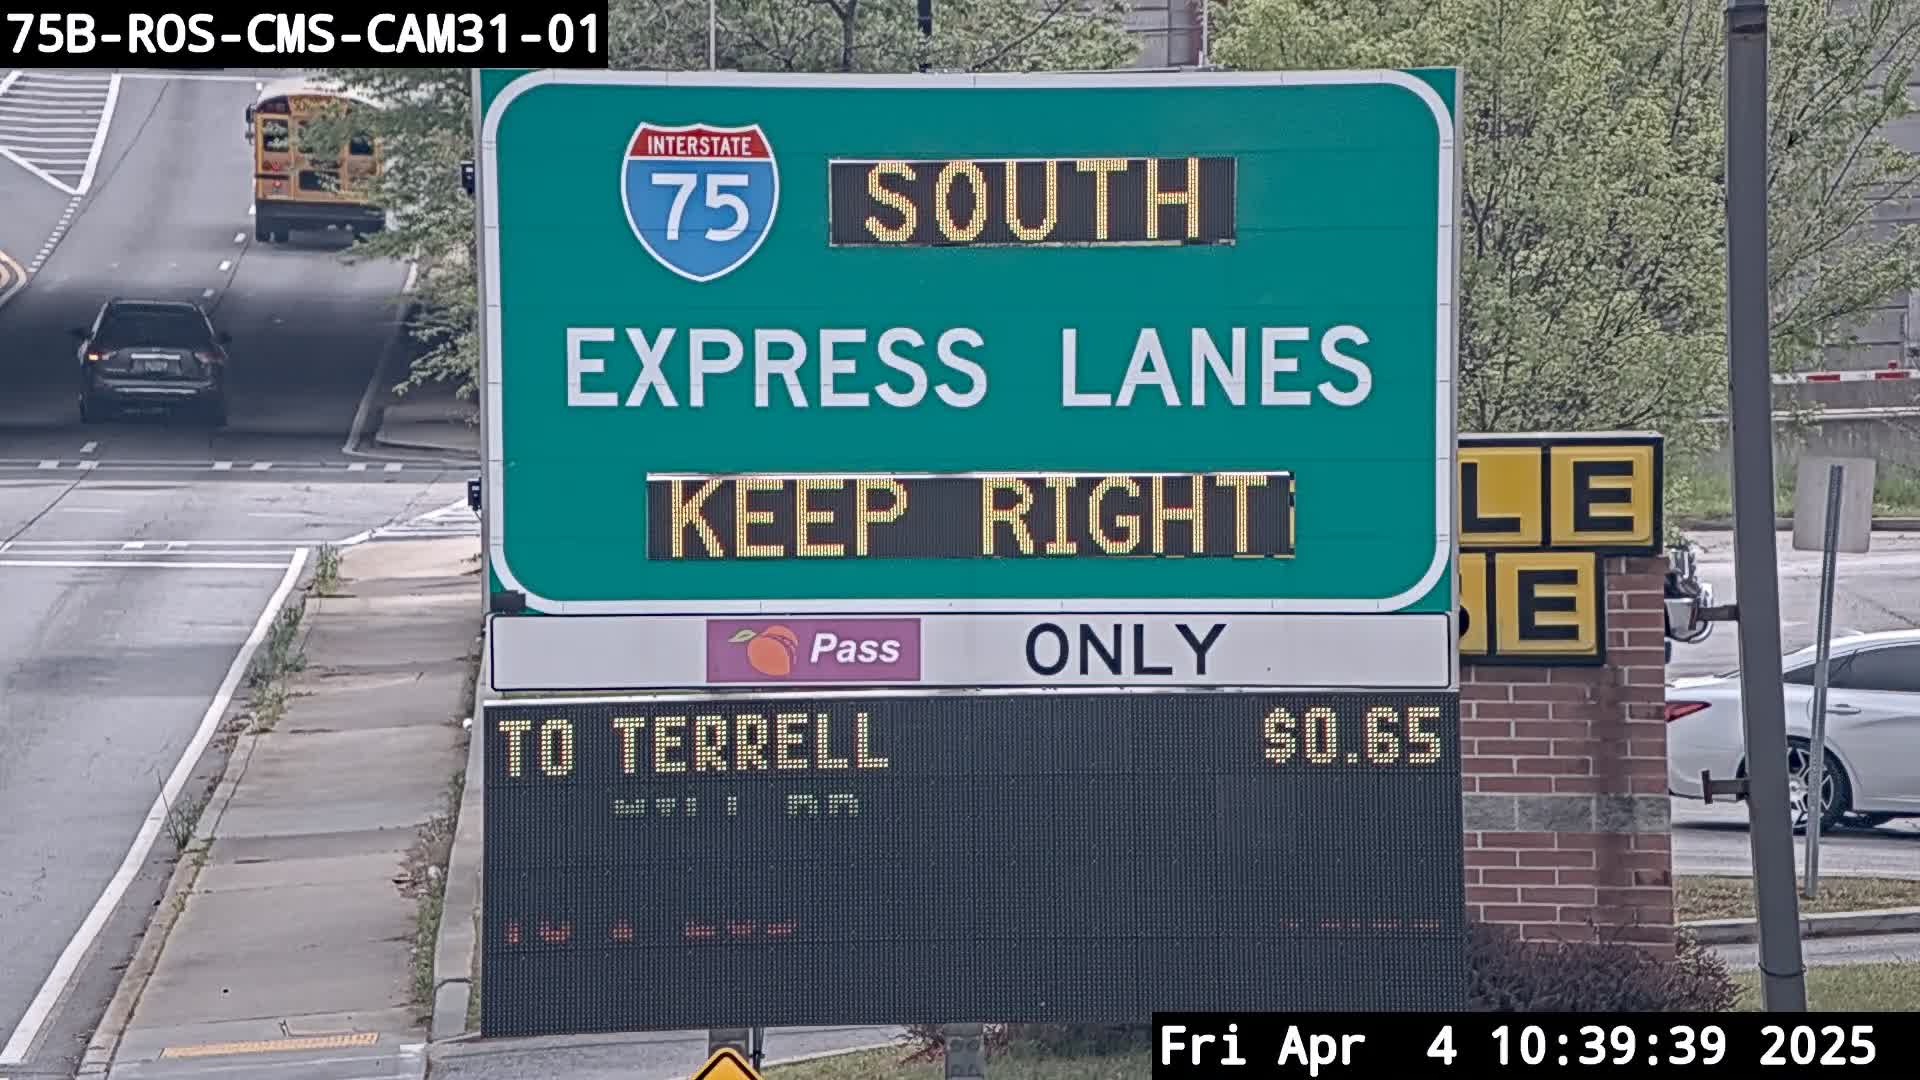 75B-ROS-CMS-CAM31-01
INTERSTATE
75
SOUTH
EXPRESS LANES
KEEP RIGHT
LE
E
Pass ONLY
TO TERRELL $0.65
Fri Apr 4 10:39:39 2025